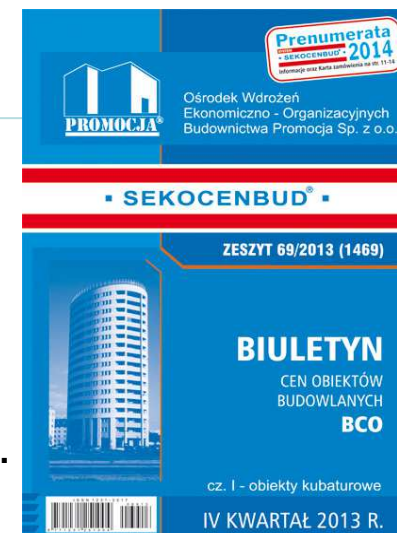 Prenumerata
SEKOCENBUD 2014
Informacje oraz Karta zamówienia na str. 11-14
PROMOCJA®
Ośrodek Wdrożeń
Ekonomiczno - Organizacyjnych
Budownictwa Promocja Sp. z o.o.
▪ SEKOCENBUD® ▪
ZESZYT 69/2013 (1469)
BIULETYN
CEN OBIEKTÓW
BUDOWLANYCH
BCO
.
cz. I - obiekty kubaturowe
IV KWARTAŁ 2013 R.